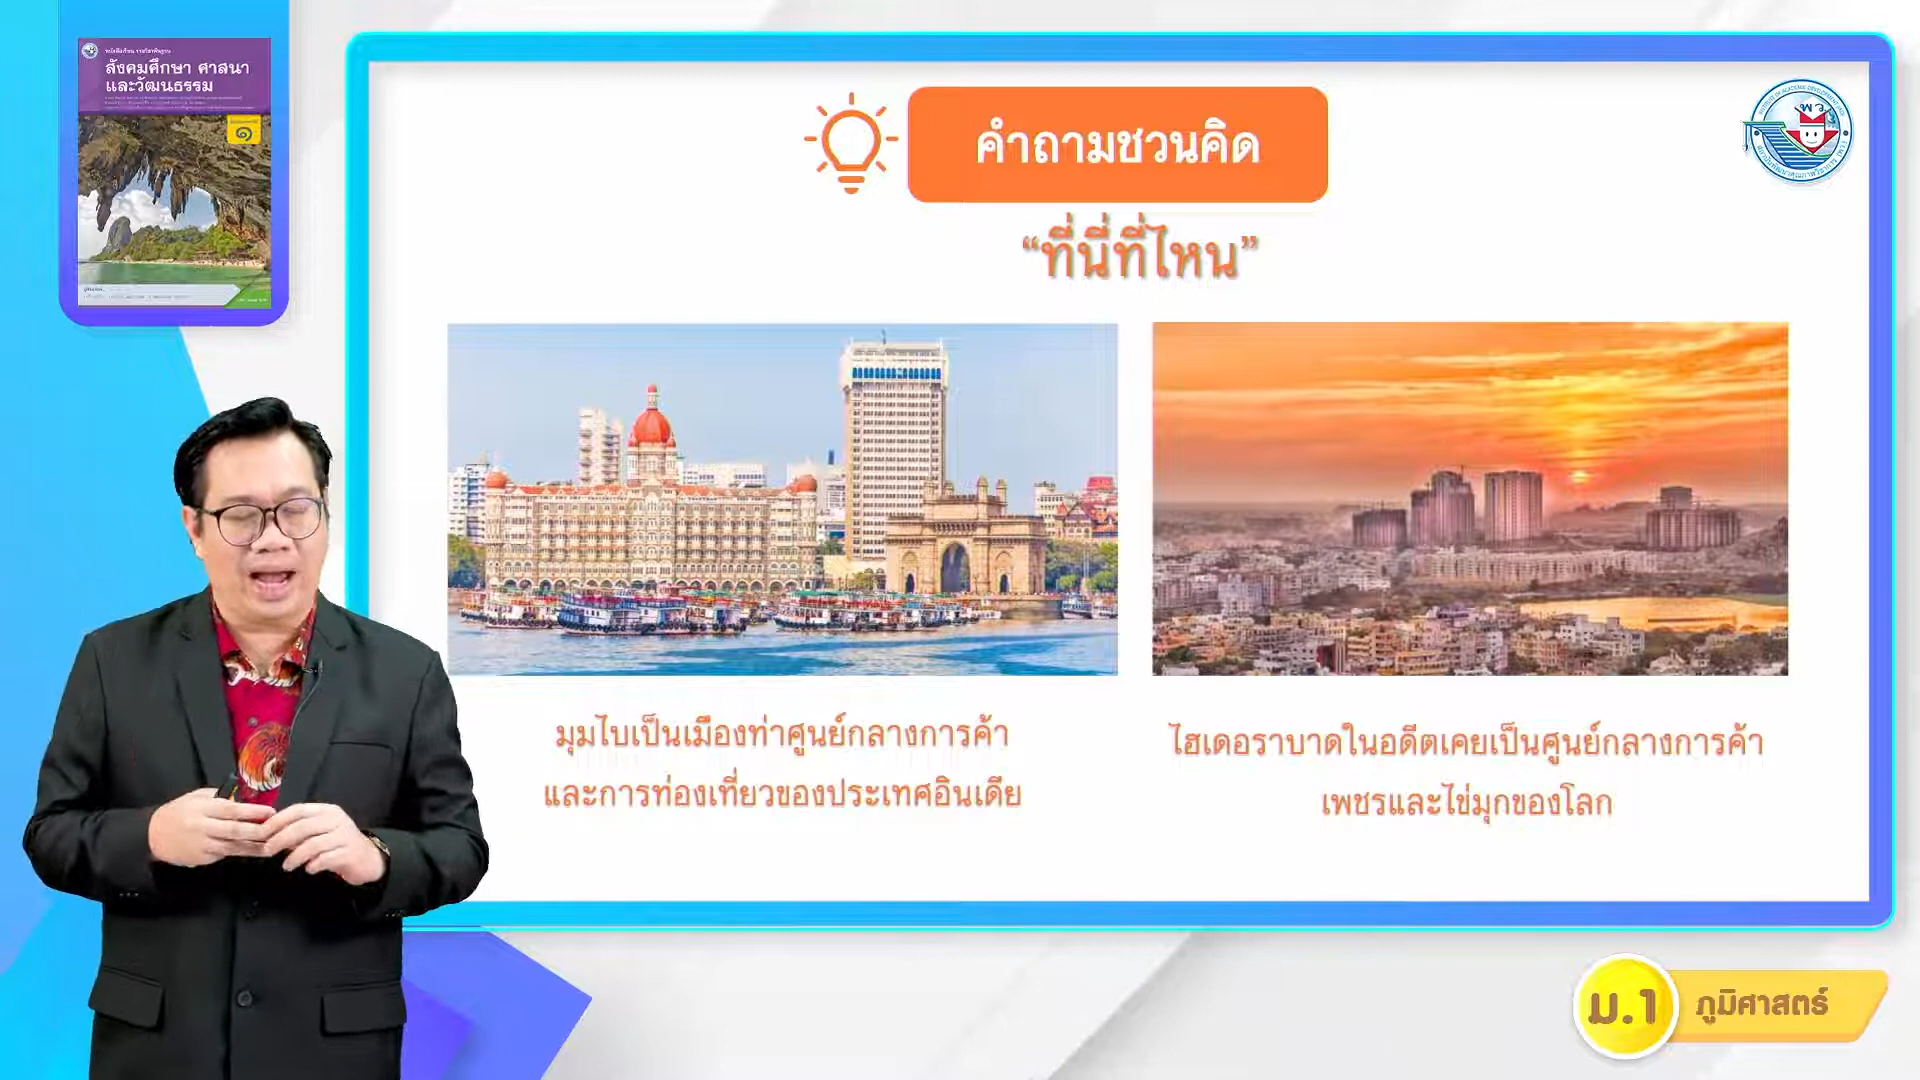 สังคมศึกษา ศาสนา
และวัฒนธรรม
๑
คำถามชวนคิด
“ที่นี่ที่ไหน”
พว.
มุมไบเป็นเมืองท่าศูนย์กลางการค้า
และการท่องเที่ยวของประเทศอินเดีย
ไฮเดอราบาดในอดีตเคยเป็นศูนย์กลางการค้า
เพชรและไข่มุกของโลก
ม.1
ภูมิศาสตร์